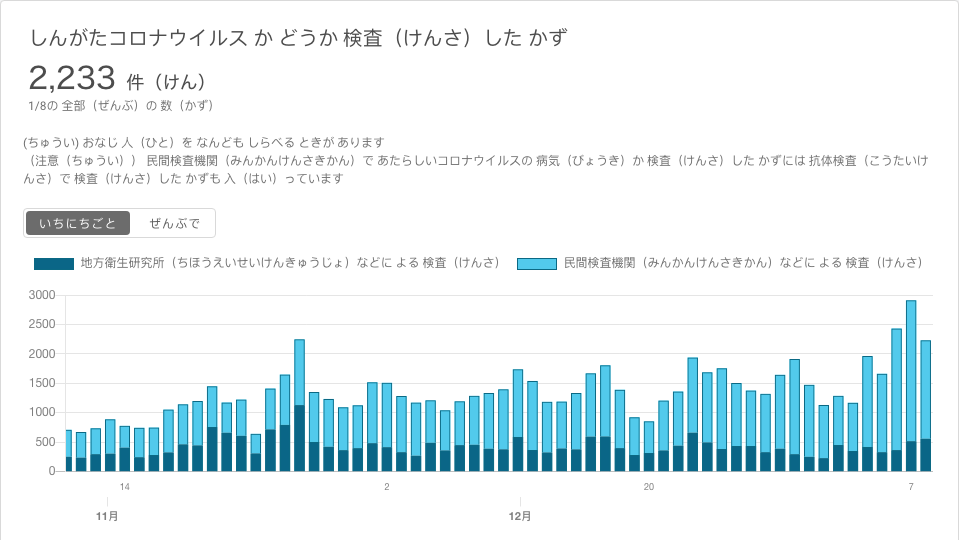 しんがたコロナウイルス か どうか 検査（けんさ）した かず
2,233 件（けん）
1/8の 全部（ぜんぶ）の 数（かず）
(ちゅうい) おなじ 人（ひと）を なんども しらべる ときが あります
（注意（ちゅうい）） 民間検査機関（みんかんけんさきかん）で あたらしいコロナウイルスの 病気（びょうき）か 検査（けんさ）した かずには 抗体検査（こうたいけ
んさ）で 検査（けんさ）した かずも 入（はい）っています
いちにちごと ぜんぶで
地方衛生研究所（ちほうえいせいけんきゅうじょ）などに よる 検査（けんさ） 民間検査機関（みんかんけんさきかん）などに よる 検査（けんさ）
3000
2500
2000
1500
1000
500
0
14 2 20 7
11月 12月